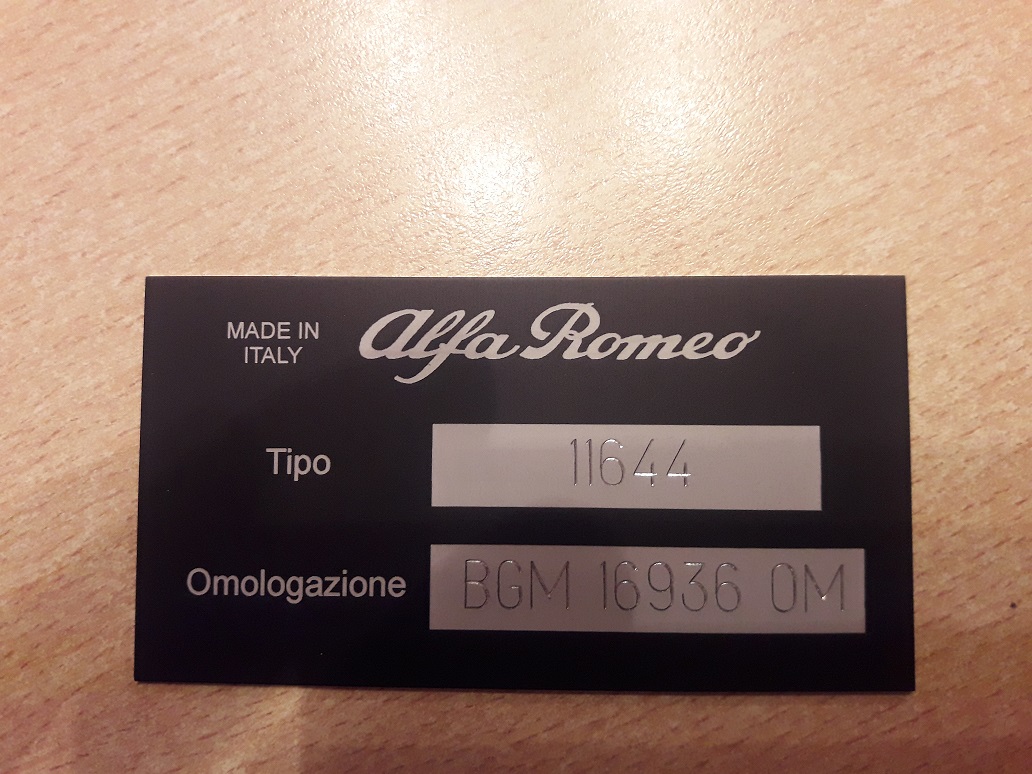 MADE IN
ITALY
Alfa Romeo
Tipo 11644
Omologazione BGM 16936 OM